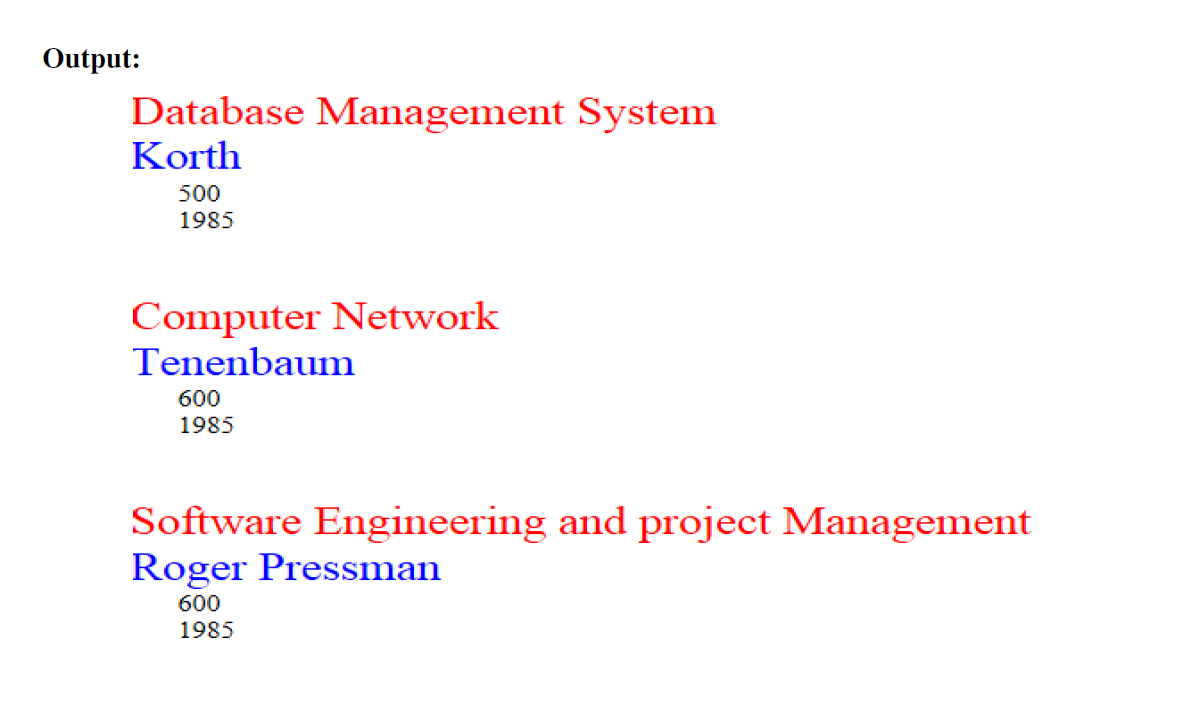 Output:
Database Management System
Korth
500
1985
Computer Network
Tenenbaum
600
1985
Software Engineering and project Management
Roger Pressman
600
1985